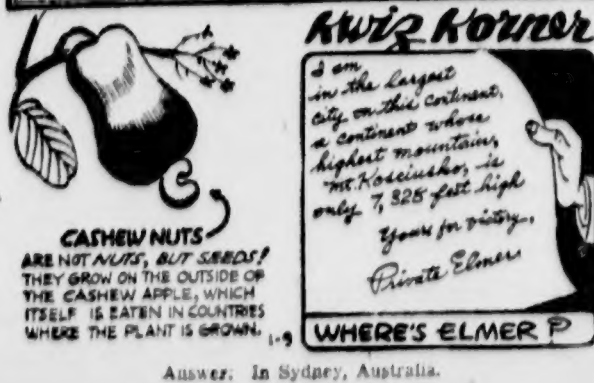 CASHEW NUTS
ARE NOT NUTS, BUT SEEDS!
THEY GROW ON THE OUTSIDE OF
THE CASHEW APPLE, WHICH
ITSELF IS EATEN IN COUNTRIES
WHERE THE PLANT IS GROWN.
1-9
Kwiz Korner
I am
in the largest
city on this continent,
a continent whose
highest mountain,
Mt. Kosciusko, is
only 7,328 feet high
Yours for victory,
Private Elmer
WHERE'S ELMER?
Answer: In Sydney, Australia.